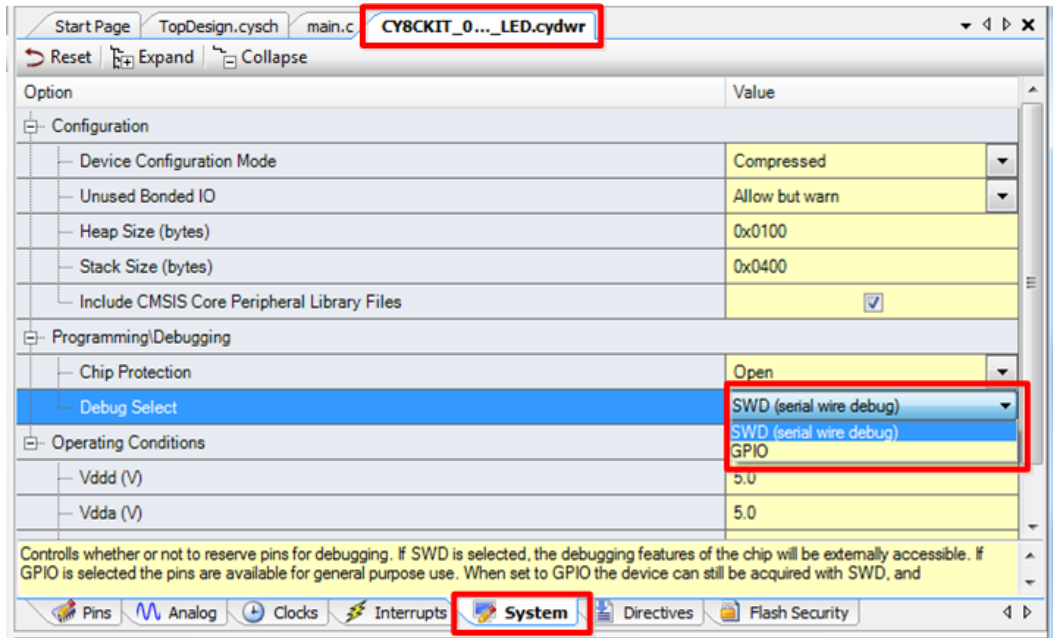 Start Page TopDesign.cysch main.c CY8CKIT_0..._LED.cydwr
Reset Expand Collapse
Option Value
Configuration
Device Configuration Mode Compressed
Unused Bonded IO Allow but warn
Heap Size (bytes) 0x0100
Stack Size (bytes) 0x0400
Include CMSIS Core Peripheral Library Files
Programming\Debugging
Chip Protection Open
Debug Select SWD (serial wire debug)
SWD (serial wire debug)
Operating Conditions GPIO
Vddd (V) 5.0
Vdda (V) 5.0
Controlls whether or not to reserve pins for debugging. If SWD is selected, the debugging features of the chip will be externally accessible. If
GPIO is selected the pins are available for general purpose use. When set to GPIO the device can still be acquired with SWD, and
Pins Analog Clocks Interrupts System Directives Flash Security